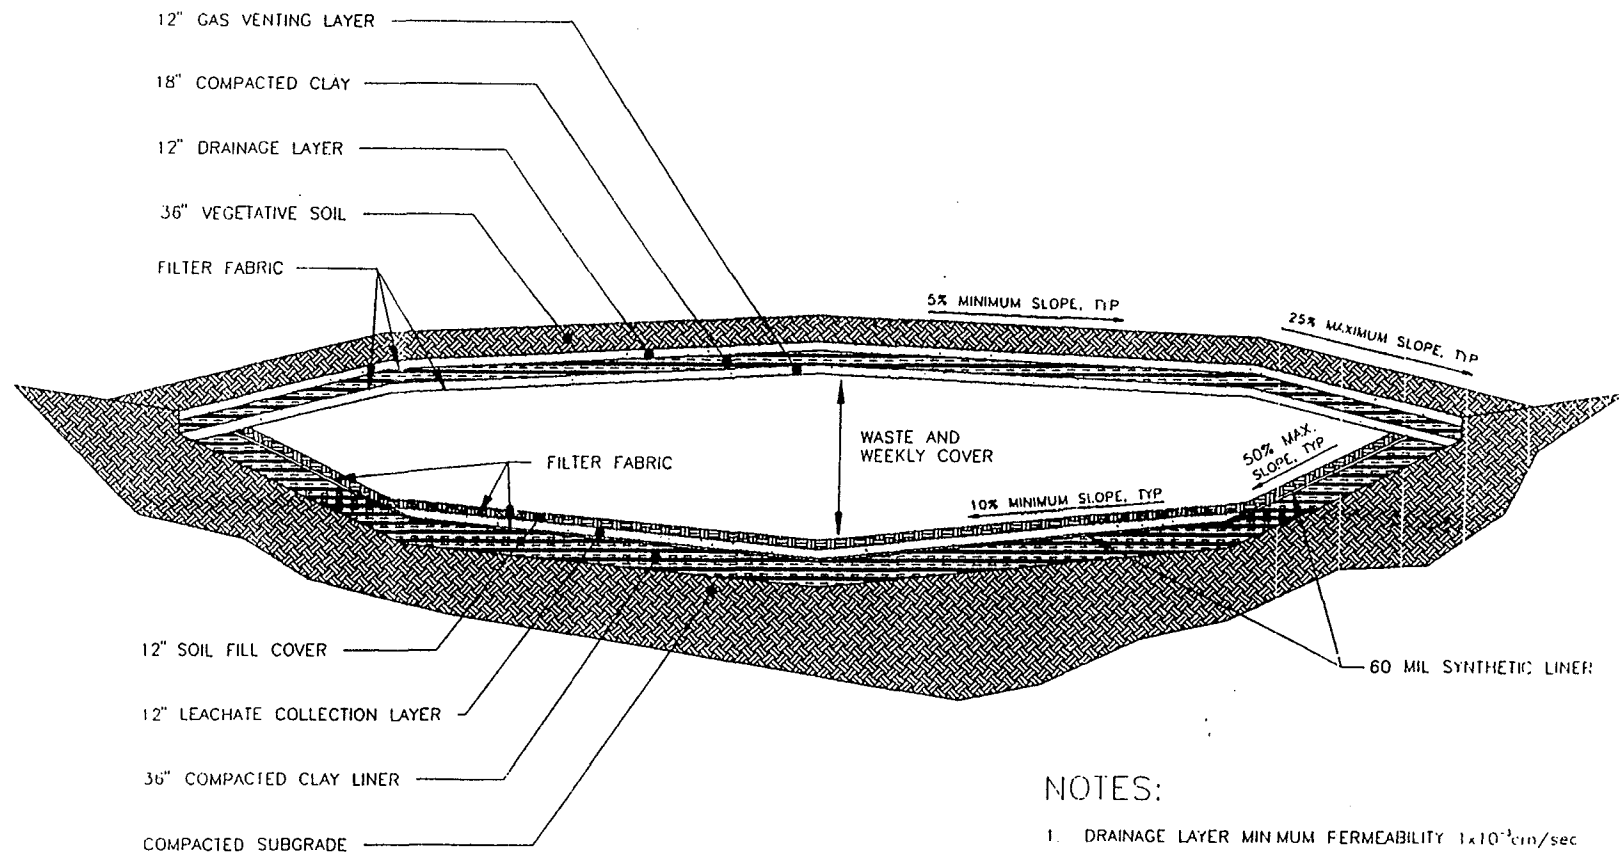 12" GAS VENTING LAYER
18" COMPACTED CLAY
12" DRAINAGE LAYER
36" VEGETATIVE SOIL
FILTER FABRIC
5% MINIMUM SLOPE, TYP
25% MAXIMUM SLOPE, TYP
WASTE AND
WEEKLY COVER
50% MAX.
SLOPE, TYP
FILTER FABRIC
10% MINIMUM SLOPE, TYP
12" SOIL FILL COVER
60 MIL SYNTHETIC LINER
12" LEACHATE COLLECTION LAYER
36" COMPACTED CLAY LINER
COMPACTED SUBGRADE
NOTES:
1. DRAINAGE LAYER MINIMUM PERMEABILITY 1x10⁻³cm/sec